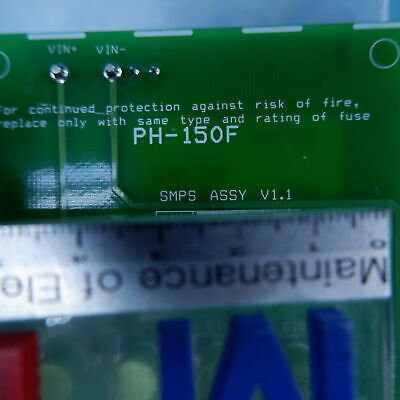 VIN+ VIN-
For continued protection against risk of fire,
replace only with same type and rating of fuse
PH-150F
SMPS ASSY V1.1
0
Maintenance of Ele